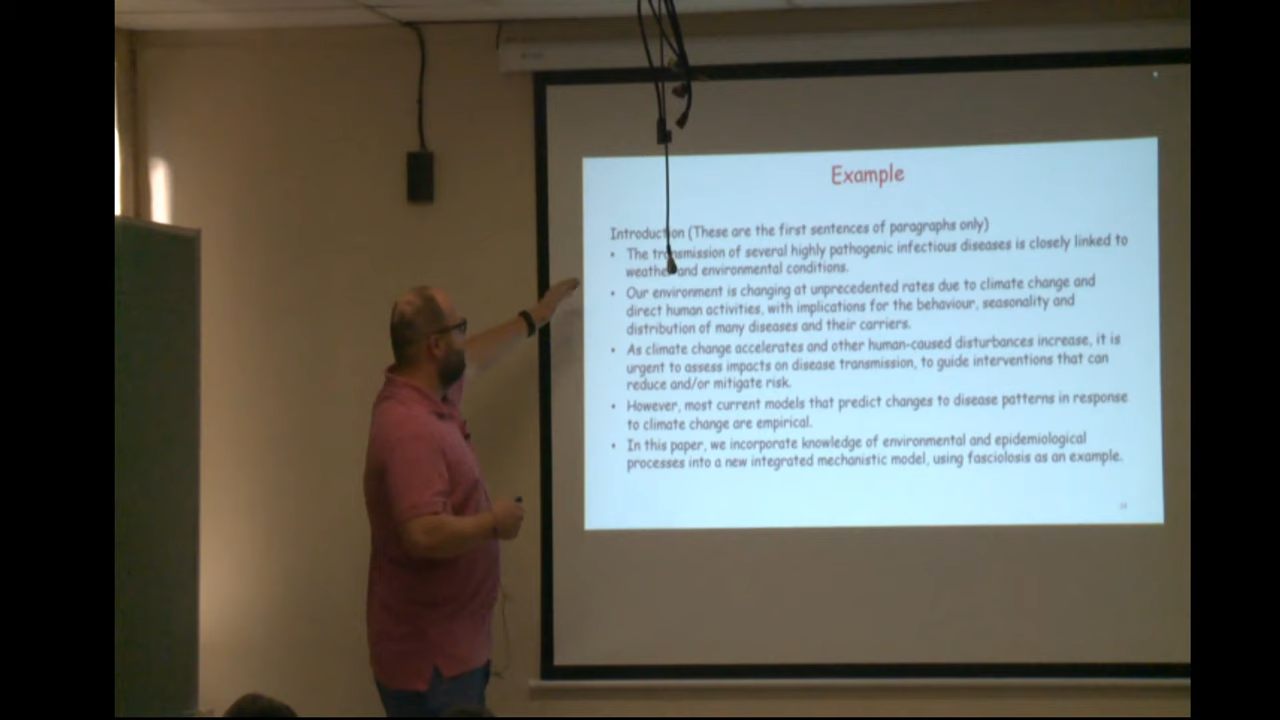 Example
Introduction (These are the first sentences of paragraphs only)
• The transmission of several highly pathogenic infectious diseases is closely linked to
weather and environmental conditions.
• Our environment is changing at unprecedented rates due to climate change and
direct human activities, with implications for the behaviour, seasonality and
distribution of many diseases and their carriers.
• As climate change accelerates and other human-caused disturbances increase, it is
urgent to assess impacts on disease transmission, to guide interventions that can
reduce and/or mitigate risk.
• However, most current models that predict changes to disease patterns in response
to climate change are empirical.
• In this paper, we incorporate knowledge of environmental and epidemiological
processes into a new integrated mechanistic model, using fasciolosis as an example.